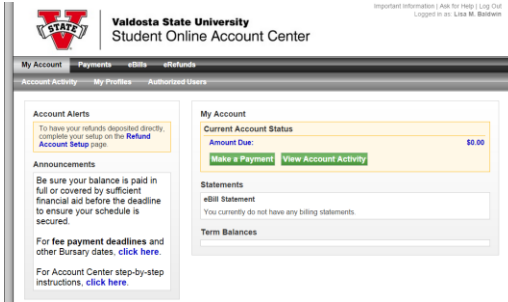 Important Information | Ask for Help | Log Out
Logged in as: Lisa M. Baldwin
STATE
Valdosta State University
Student Online Account Center
My Account Payments eBills eRefunds
Account Activity My Profiles Authorized Users
Account Alerts
To have your refunds deposited directly,
complete your setup on the Refund
Account Setup page.
Announcements
Be sure your balance is paid in
full or covered by sufficient
financial aid before the deadline
to ensure your schedule is
secured.
For fee payment deadlines and
other Bursary dates, click here.
For Account Center step-by-step
instructions, click here.
My Account
Current Account Status
Amount Due: $0.00
Make a Payment View Account Activity
Statements
eBill Statement
You currently do not have any billing statements.
Term Balances